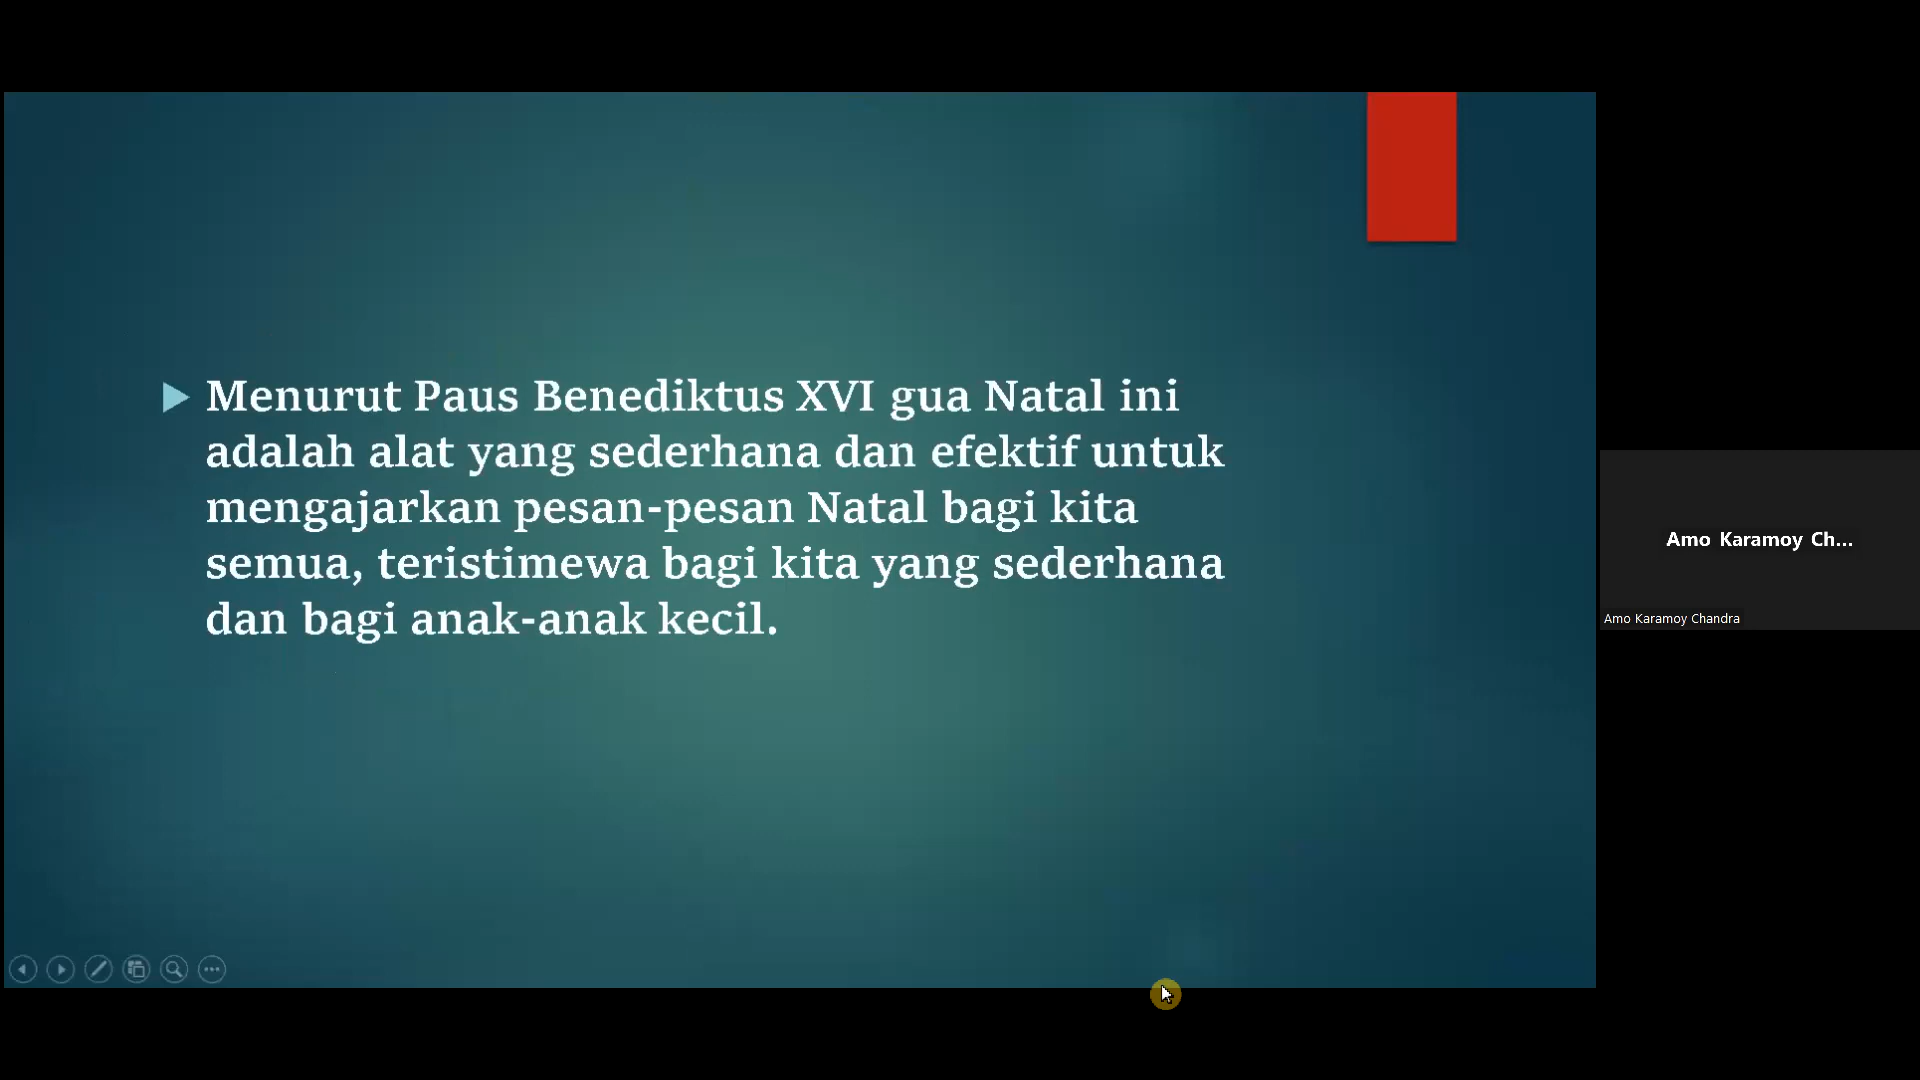 Menurut Paus Benediktus XVI gua Natal ini
adalah alat yang sederhana dan efektif untuk
mengajarkan pesan-pesan Natal bagi kita
semua, teristimewa bagi kita yang sederhana
dan bagi anak-anak kecil.
Amo Karamoy Ch...
Amo Karamoy Chandra